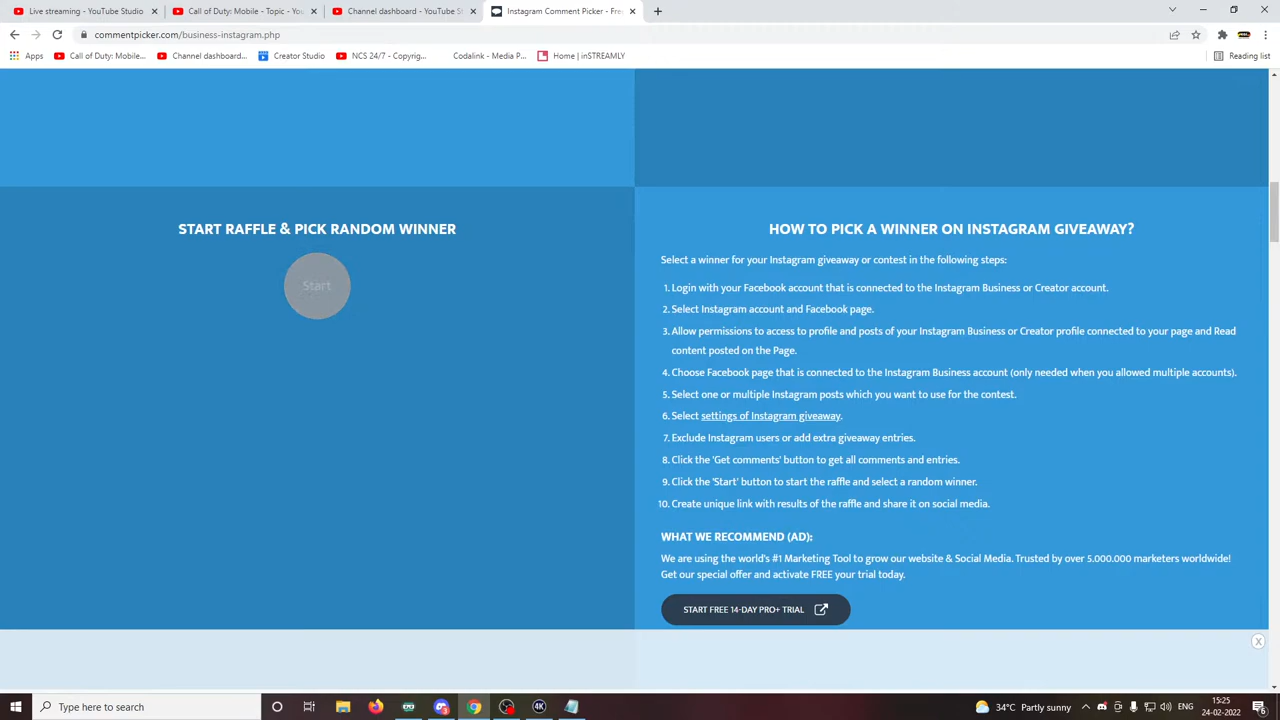 Live streaming - YouTube Studio
Call of Duty: Mobile - Topic - You
Channel dashboard - YouTube St
Instagram Comment Picker - Fre
commentpicker.com/business-instagram.php
Apps
Call of Duty: Mobile...
Channel dashboard...
Creator Studio
NCS 24/7 - Copyrig...
Codalink - Media P...
Home | inSTREAMLY
Reading list
START RAFFLE & PICK RANDOM WINNER
Start
HOW TO PICK A WINNER ON INSTAGRAM GIVEAWAY?
Select a winner for your Instagram giveaway or contest in the following steps:
1. Login with your Facebook account that is connected to the Instagram Business or Creator account.
2. Select Instagram account and Facebook page.
3. Allow permissions to access to profile and posts of your Instagram Business or Creator profile connected to your page and Read
content posted on the Page.
4. Choose Facebook page that is connected to the Instagram Business account (only needed when you allowed multiple accounts).
5. Select one or multiple Instagram posts which you want to use for the contest.
6. Select settings of Instagram giveaway.
7. Exclude Instagram users or add extra giveaway entries.
8. Click the 'Get comments' button to get all comments and entries.
9. Click the 'Start' button to start the raffle and select a random winner.
10. Create unique link with results of the raffle and share it on social media.
WHAT WE RECOMMEND (AD):
We are using the world's #1 Marketing Tool to grow our website & Social Media. Trusted by over 5.000.000 marketers worldwide!
Get our special offer and activate FREE your trial today.
START FREE 14-DAY PRO+ TRIAL
X
Type here to search
4K
34°C Partly sunny
ENG
15:25
24-02-2022